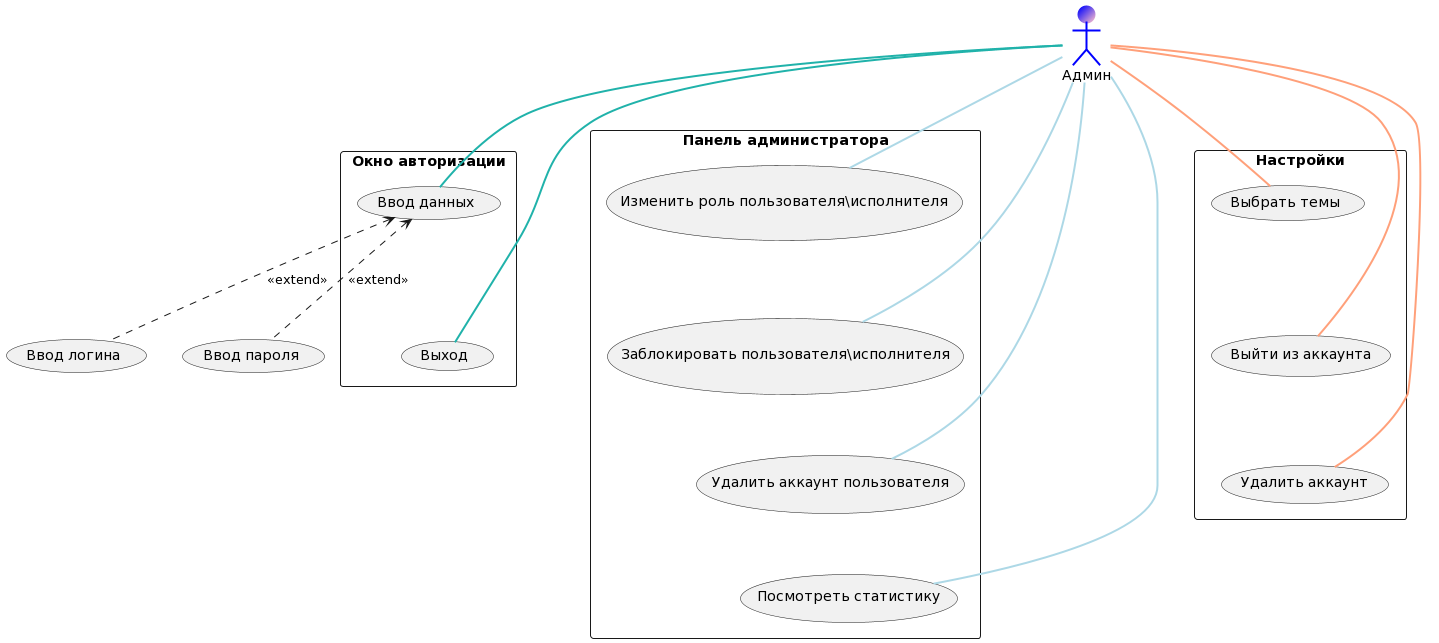 Админ
Окно авторизации
Ввод данных
«extend»
«extend»
Ввод логина
Ввод пароля
Выход
Панель администратора
Изменить роль пользователя\исполнителя
Заблокировать пользователя\исполнителя
Удалить аккаунт пользователя
Посмотреть статистику
Настройки
Выбрать темы
Выйти из аккаунта
Удалить аккаунт